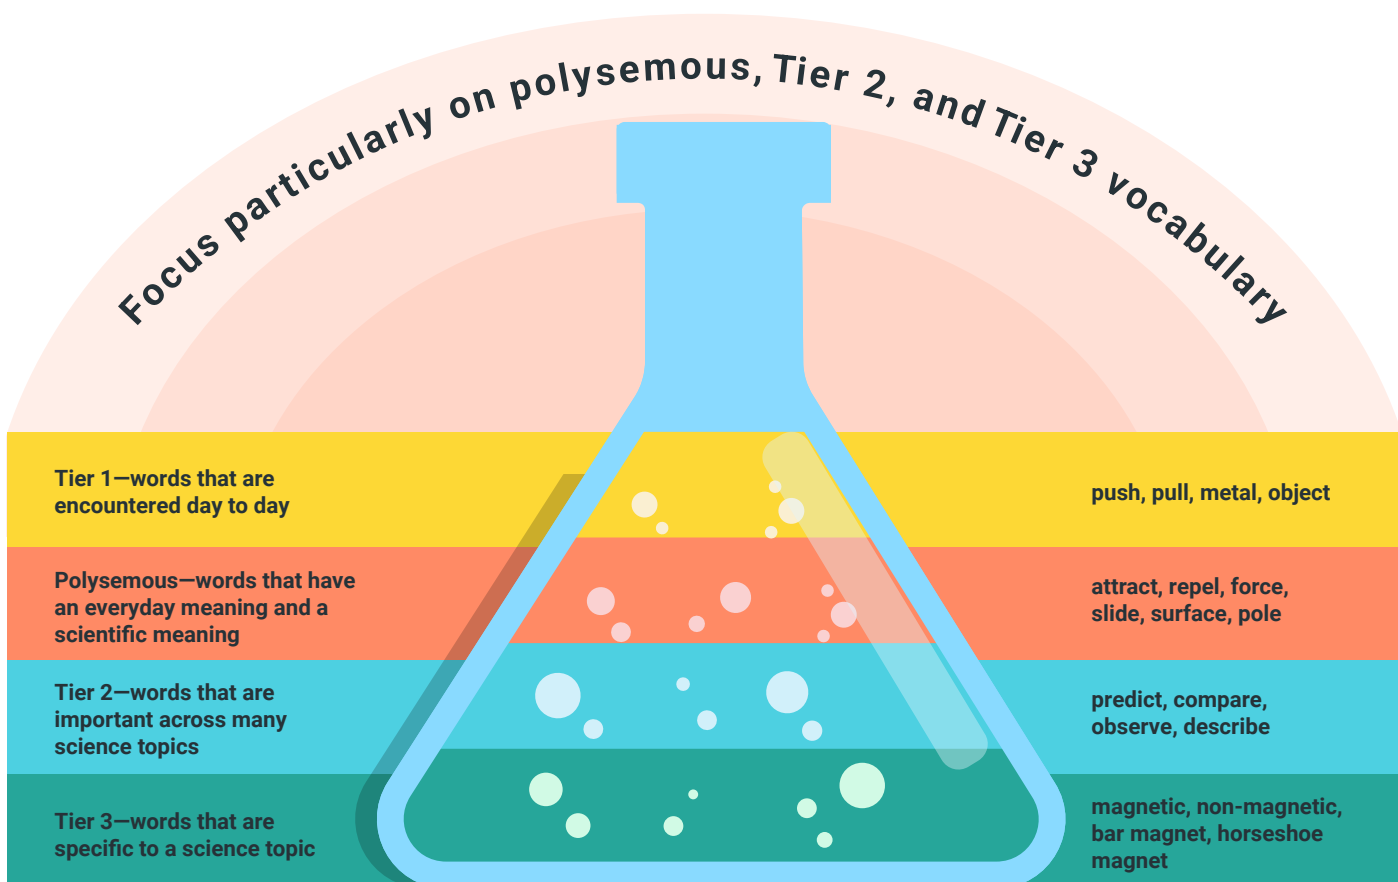 Focus particularly on polysemous, Tier 2, and Tier 3 vocabulary
Tier 1—words that are
encountered day to day
push, pull, metal, object
Polysemous—words that have
an everyday meaning and a
scientific meaning
attract, repel, force,
slide, surface, pole
Tier 2—words that are
important across many
science topics
predict, compare,
observe, describe
Tier 3—words that are
specific to a science topic
magnetic, non-magnetic,
bar magnet, horseshoe
magnet